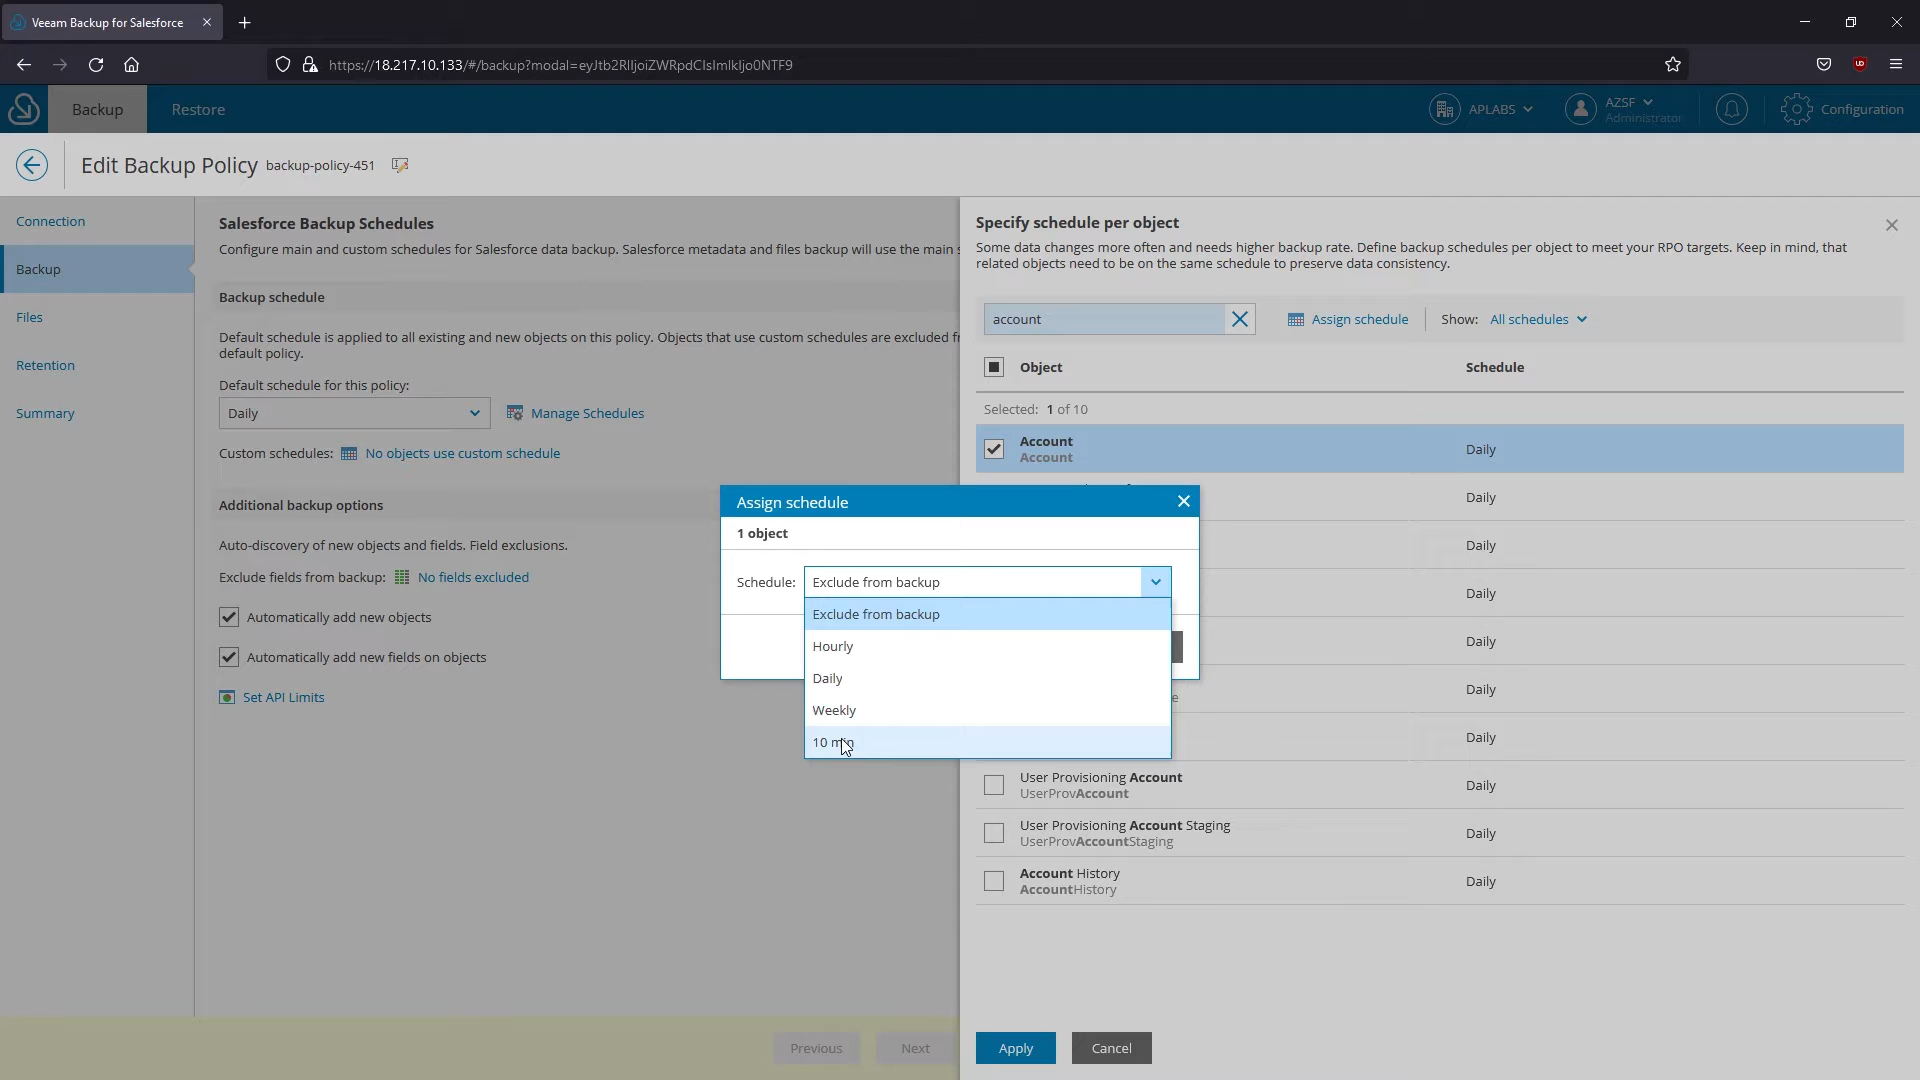 Veeam Backup for Salesforce
https://18.217.10.133/#/backup?modal=eyJtb2RlIjoiZWRpdCIsImlkIjo0NTF9
Backup
Restore
APLABS
AZSF
Administrator
Configuration
Edit Backup Policy backup-policy-451
Connection
Backup
Files
Retention
Summary
Salesforce Backup Schedules
Configure main and custom schedules for Salesforce data backup. Salesforce metadata and files backup will use the main s
Backup schedule
Default schedule is applied to all existing and new objects on this policy. Objects that use custom schedules are excluded fr
default policy.
Default schedule for this policy:
Daily
Manage Schedules
Custom schedules: No objects use custom schedule
Additional backup options
Auto-discovery of new objects and fields. Field exclusions.
Exclude fields from backup: No fields excluded
Automatically add new objects
Automatically add new fields on objects
Set API Limits
Previous
Next
Specify schedule per object
Some data changes more often and needs higher backup rate. Define backup schedules per object to meet your RPO targets. Keep in mind, that
related objects need to be on the same schedule to preserve data consistency.
account
Assign schedule
Show: All schedules
Object
Schedule
Selected: 1 of 10
Account
Account
Daily
Daily
Daily
Daily
Daily
Daily
Daily
User Provisioning Account
UserProvAccount
Daily
User Provisioning Account Staging
UserProvAccountStaging
Daily
Account History
AccountHistory
Daily
Apply
Cancel
Assign schedule
1 object
Schedule: Exclude from backup
Exclude from backup
Hourly
Daily
Weekly
10 min